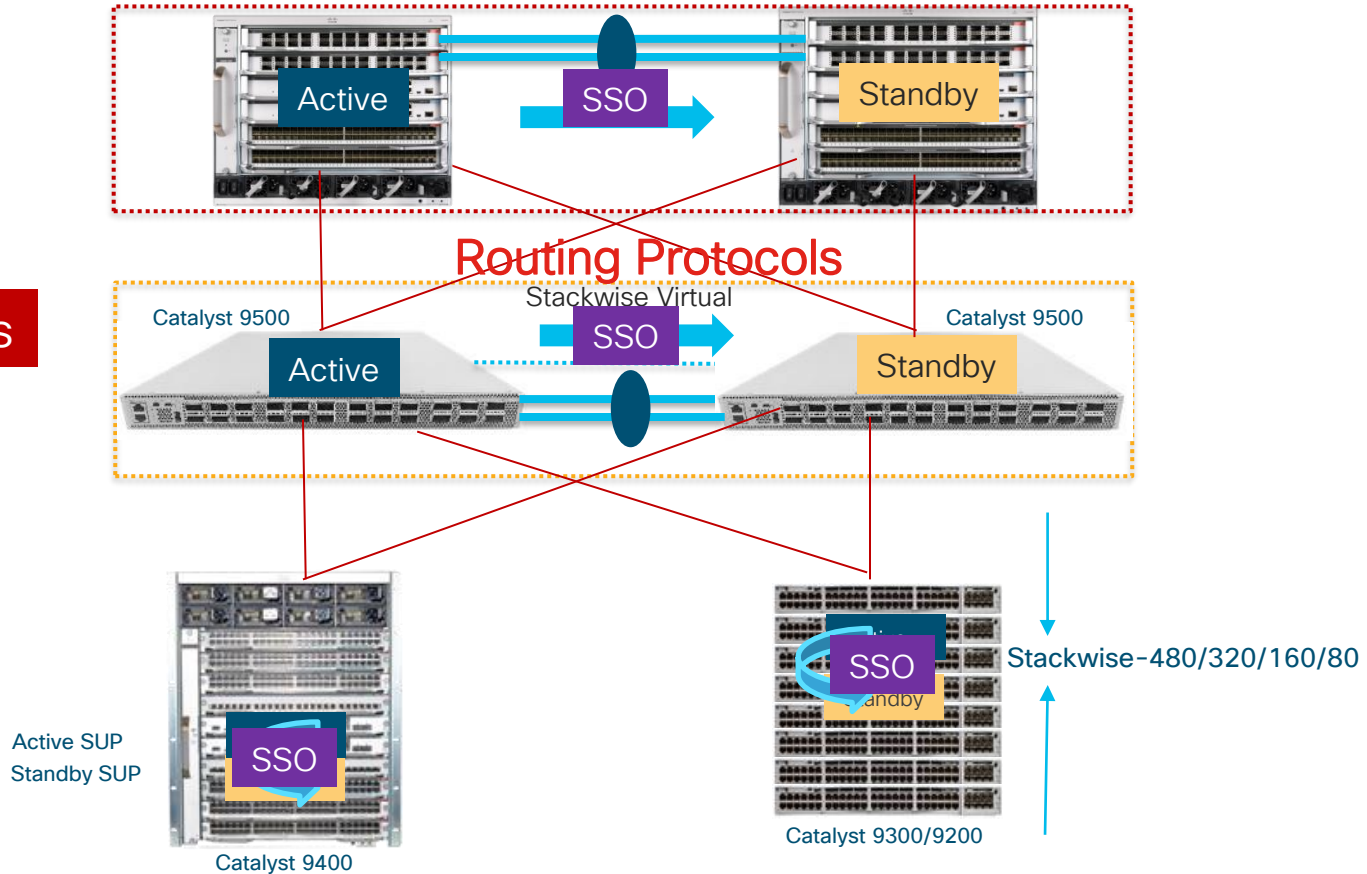 Active
SSO
Standby
Routing Protocols
Stackwise Virtual
Catalyst 9500
Catalyst 9500
S
SSO
Active
Standby
Stackwise-480/320/160/80
SSO
Active SUP
Standby SUP
SSO
Catalyst 9300/9200
Catalyst 9400